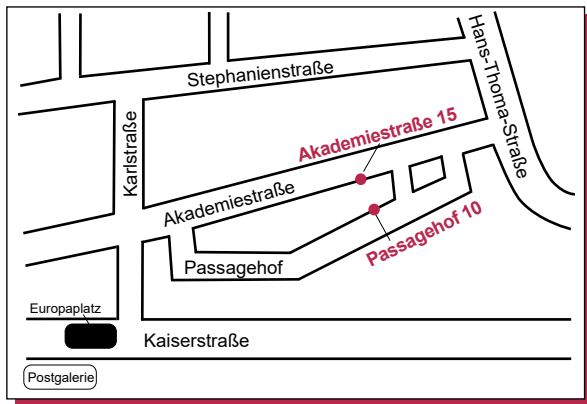 Hans-Thoma-Straße
Stephanienstraße
Akademiestraße 15
Karlstraße
Akademiestraße
Passagehof 10
Passagehof
Europaplatz
Kaiserstraße
Postgalerie